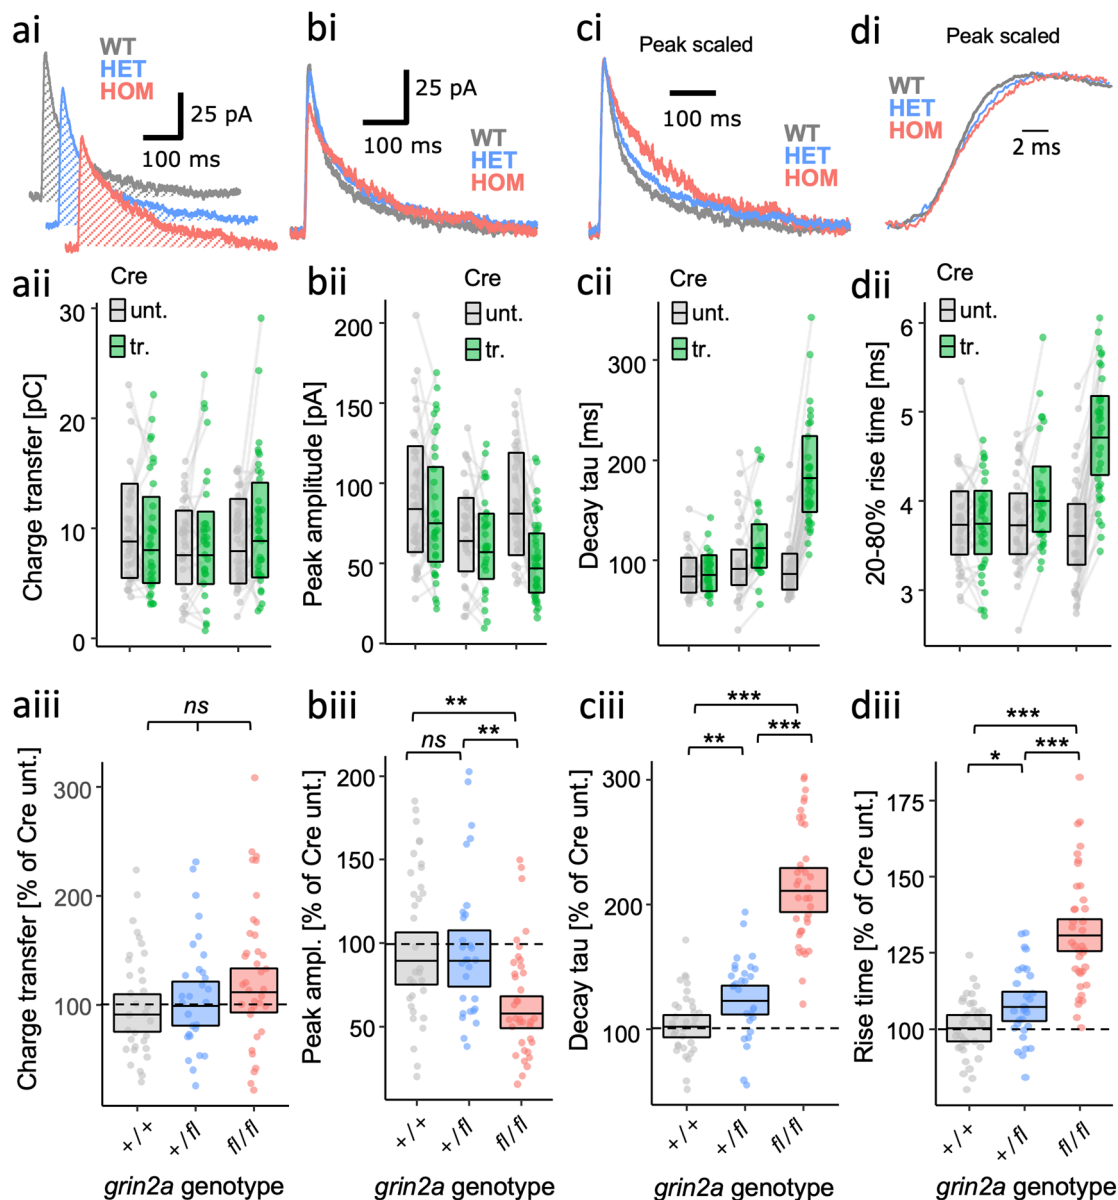 ai
WT
HET
HOM
25 pA
100 ms
bi
25 pA
100 ms
WT
HET
HOM
ci
Peak scaled
100 ms
WT
HET
HOM
di
Peak scaled
WT
HET
HOM
2 ms
aii
Cre
unt.
tr.
Charge transfer [pC]
30
20
10
0
bii
Cre
unt.
tr.
Peak amplitude [pA]
200
150
100
50
0
cii
Cre
unt.
tr.
Decay tau [ms]
300
200
100
dii
Cre
unt.
tr.
20-80% rise time [ms]
6
5
4
3
aiii
ns
Charge transfer [% of Cre unt.]
300
200
100
+/+
+/fl
fl/fl
grin2a genotype
biii
**
ns
**
Peak ampl. [% of Cre unt.]
200
150
100
50
+/+
+/fl
fl/fl
grin2a genotype
ciii
***
**
***
Decay tau [% of Cre unt.]
300
200
100
+/+
+/fl
fl/fl
grin2a genotype
diii
***
*
***
Rise time [% of Cre unt.]
175
150
125
100
+/+
+/fl
fl/fl
grin2a genotype